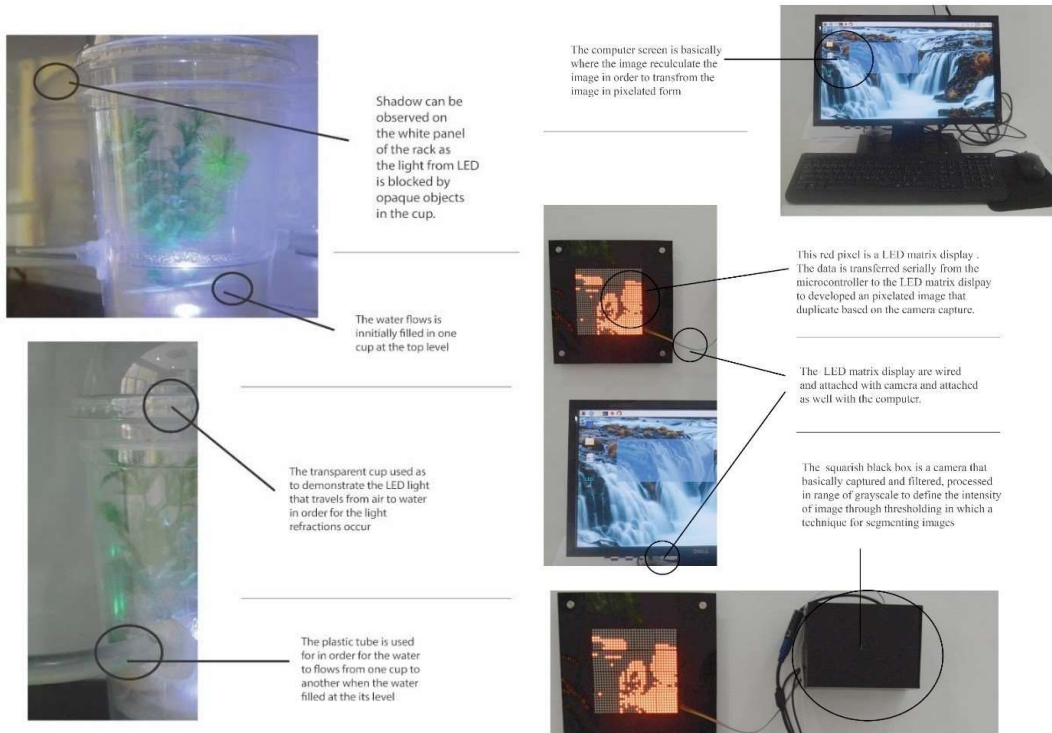 Shadow can be
observed on
the white panel
of the rack as
the light from LED
is blocked by
opaque objects
in the cup.
The water flows is
innitially filled in one
cup at the top level
The transparent cup used as
to demonstrate the LED light
that travels from air to water
in order for the light
refractions occur
The plastic tube is used
for in order for the water
to flows from one cup to
another when the water
filled at the its level
The computer screen is basically
where the image reculculate the
image in order to transfrom the
image in pixelated form
This red pixel is a LED matrix display .
The data is transferred serially from the
microcontroller to the LED matrix dislpay
to developed an pixelated image that
duplicate based on the camera capture.
The LED matrix display are wired
and attached with camera and attached
as well with the computer.
The squarish black box is a camera that
basically captured and filtered, processed
in range of grayscale to define the intensity
of image through thresholding in which a
technique for segmenting images